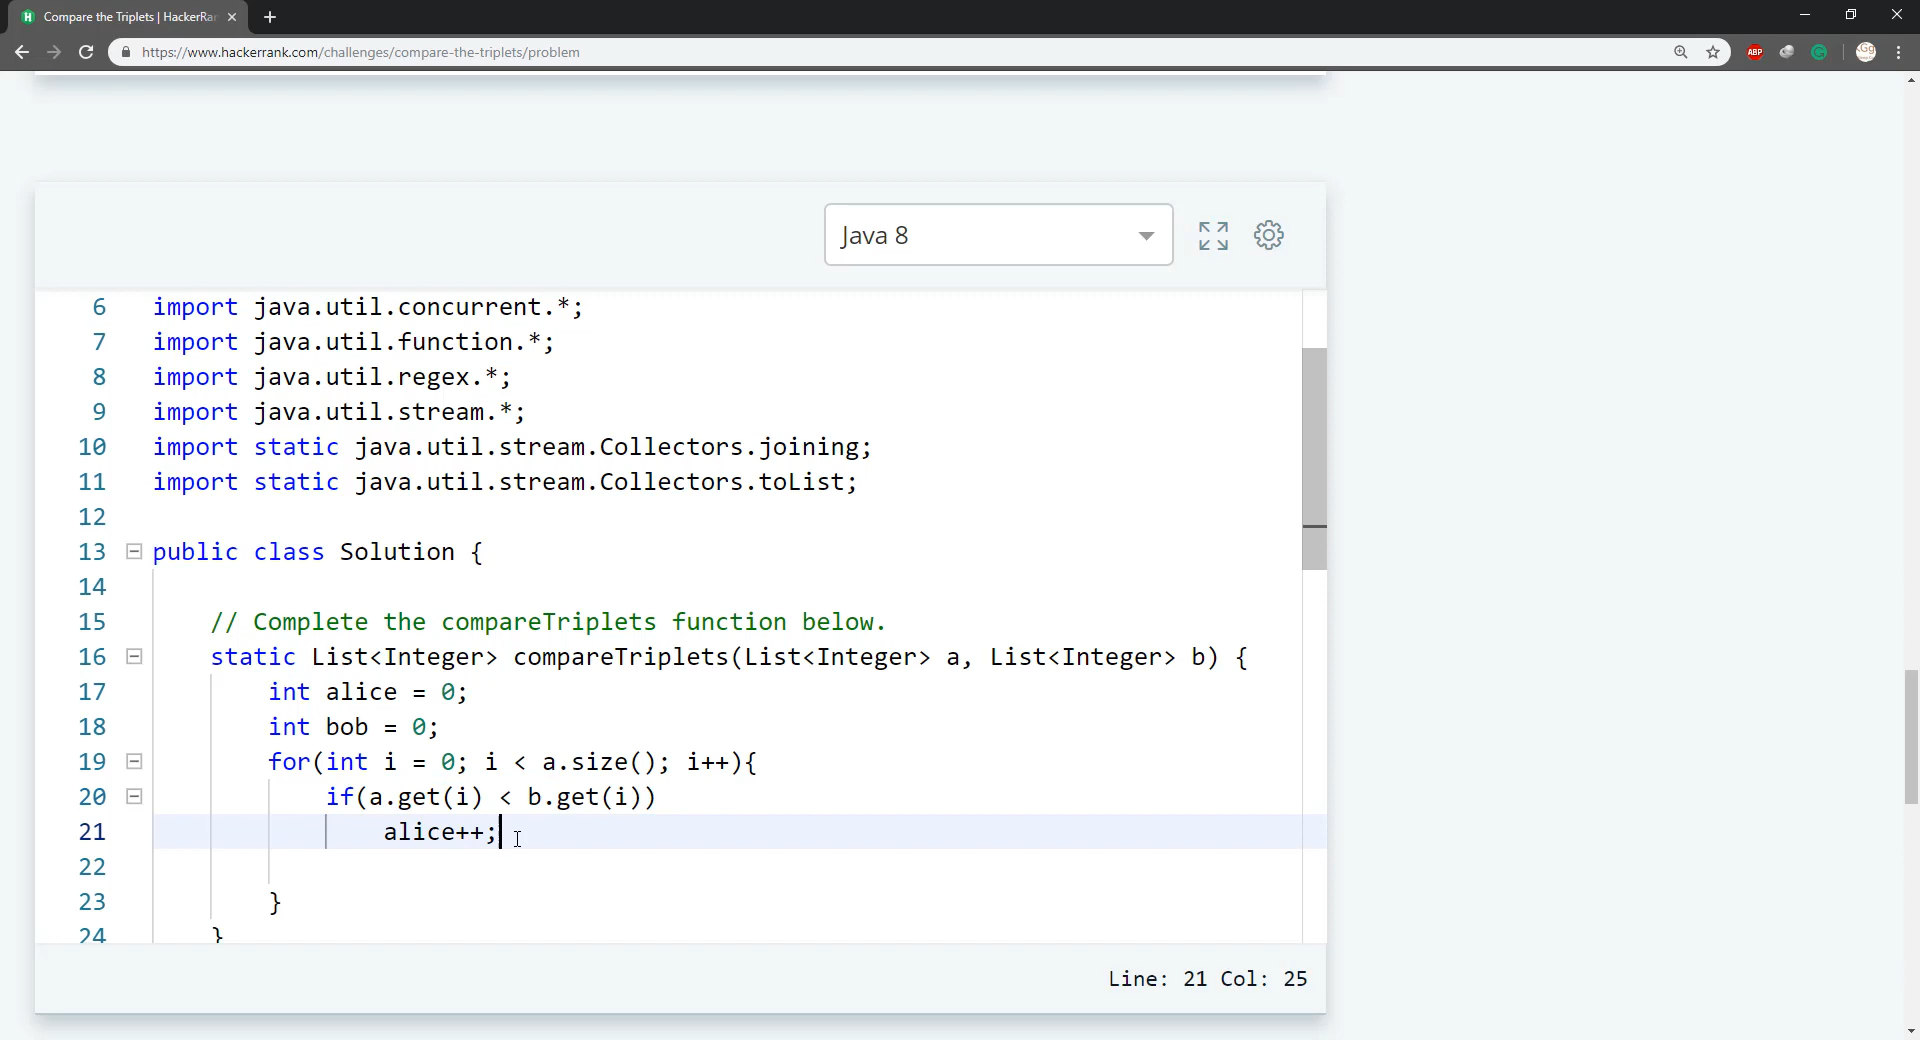 Compare the Triplets | HackerRar
https://www.hackerrank.com/challenges/compare-the-triplets/problem
ABP
Java 8
6 import java.util.concurrent.*;
7 import java.util.function.*;
8 import java.util.regex.*;
9 import java.util.stream.*;
10 import static java.util.stream.Collectors.joining;
11 import static java.util.stream.Collectors.toList;
12
13 public class Solution {
14
15 // Complete the compareTriplets function below.
16 static List<Integer> compareTriplets(List<Integer> a, List<Integer> b) {
17 int alice = 0;
18 int bob = 0;
19 for(int i = 0; i < a.size(); i++){
20 if(a.get(i) < b.get(i))
21 alice++;
22
23 }
24 }
Line: 21 Col: 25